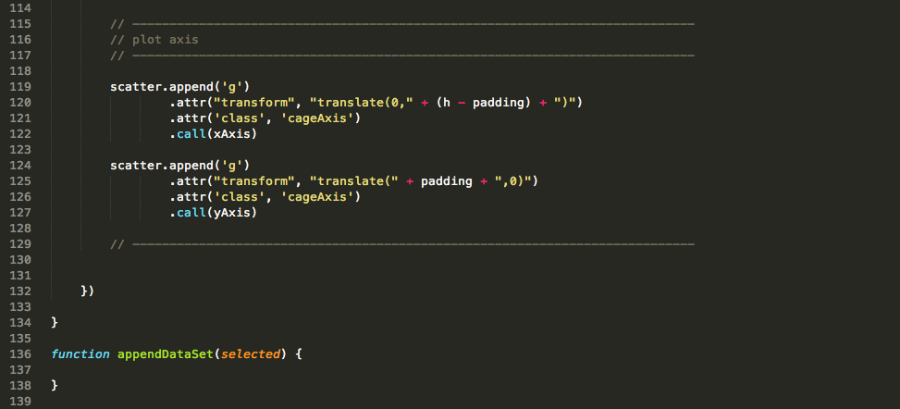 114
115 // ——————————————————————————————————————
116 // plot axis
117 // ——————————————————————————————————————
118
119 scatter.append('g')
120 .attr("transform", "translate(0," + (h - padding) + ")")
121 .attr('class', 'cageAxis')
122 .call(xAxis)
123
124 scatter.append('g')
125 .attr("transform", "translate(" + padding + ",0)")
126 .attr('class', 'cageAxis')
127 .call(yAxis)
128
129 // ——————————————————————————————————————
130
131
132 })
133
134 }
135
136 function appendDataSet(selected) {
137
138 }
139